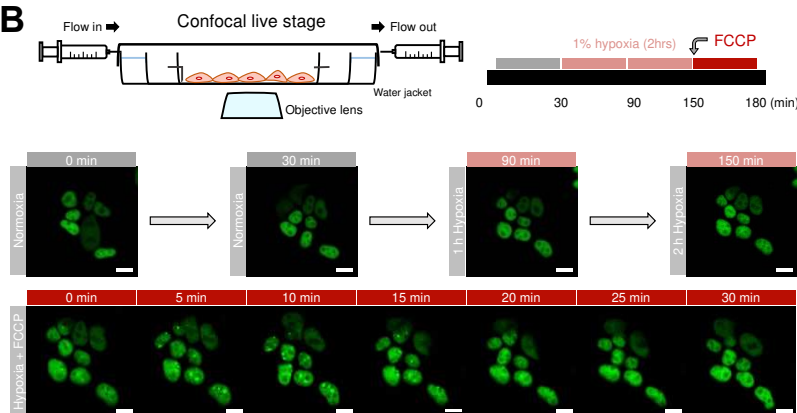 B
Confocal live stage
Flow in
Flow out
Water jacket
Objective lens
1% hypoxia (2hrs)
FCCP
0 30 90 150 180 (min)
0 min 30 min 90 min 150 min
Normoxia
Normoxia
1 h Hypoxia
2 h Hypoxia
0 min 5 min 10 min 15 min 20 min 25 min 30 min
Hypoxia + FCCP